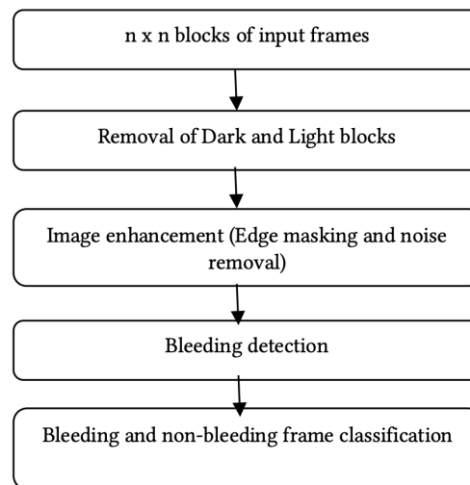 n x n blocks of input frames
Removal of Dark and Light blocks
Image enhancement (Edge masking and noise
removal)
Bleeding detection
Bleeding and non-bleeding frame classification